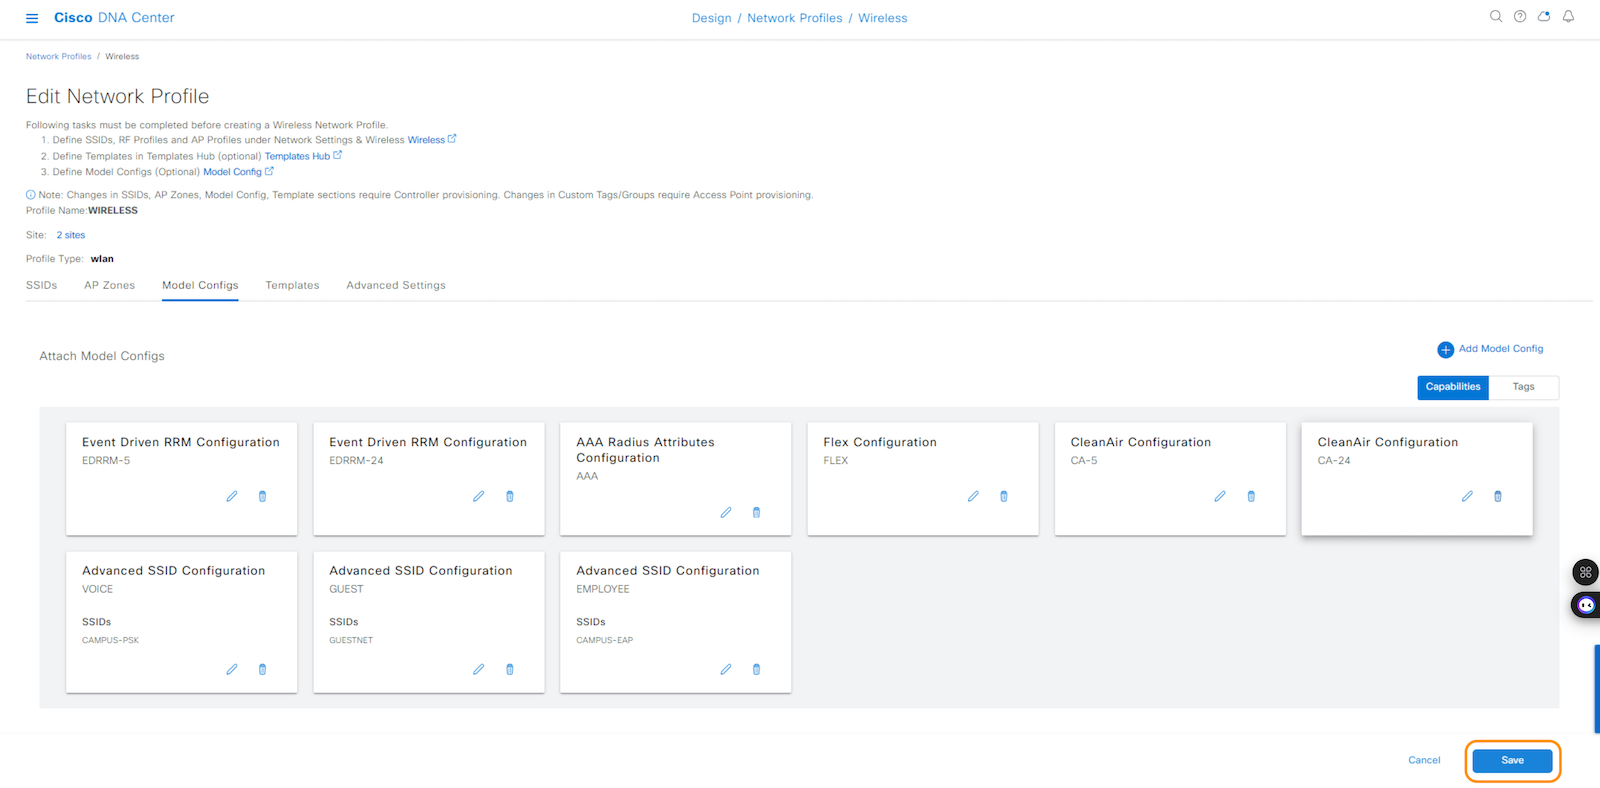 Cisco DNA Center
Design / Network Profiles / Wireless
Network Profiles / Wireless
Edit Network Profile
Following tasks must be completed before creating a Wireless Network Profile.
1. Define SSIDs, RF Profiles and AP Profiles under Network Settings & Wireless Wireless
2. Define Templates in Templates Hub (optional) Templates Hub
3. Define Model Configs (Optional) Model Config
Note: Changes in SSIDs, AP Zones, Model Config, Template sections require Controller provisioning. Changes in Custom Tags/Groups require Access Point provisioning.
Profile Name:WIRELESS
Site: 2 sites
Profile Type: wlan
SSIDs AP Zones Model Configs Templates Advanced Settings
Attach Model Configs
Add Model Config
Capabilities Tags
Event Driven RRM Configuration
EDRRM-5
Event Driven RRM Configuration
EDRRM-24
AAA Radius Attributes
Configuration
AAA
Flex Configuration
FLEX
CleanAir Configuration
CA-5
CleanAir Configuration
CA-24
Advanced SSID Configuration
VOICE
SSIDs
CAMPUS-PSK
Advanced SSID Configuration
GUEST
SSIDs
GUESTNET
Advanced SSID Configuration
EMPLOYEE
SSIDs
CAMPUS-EAP
Cancel Save